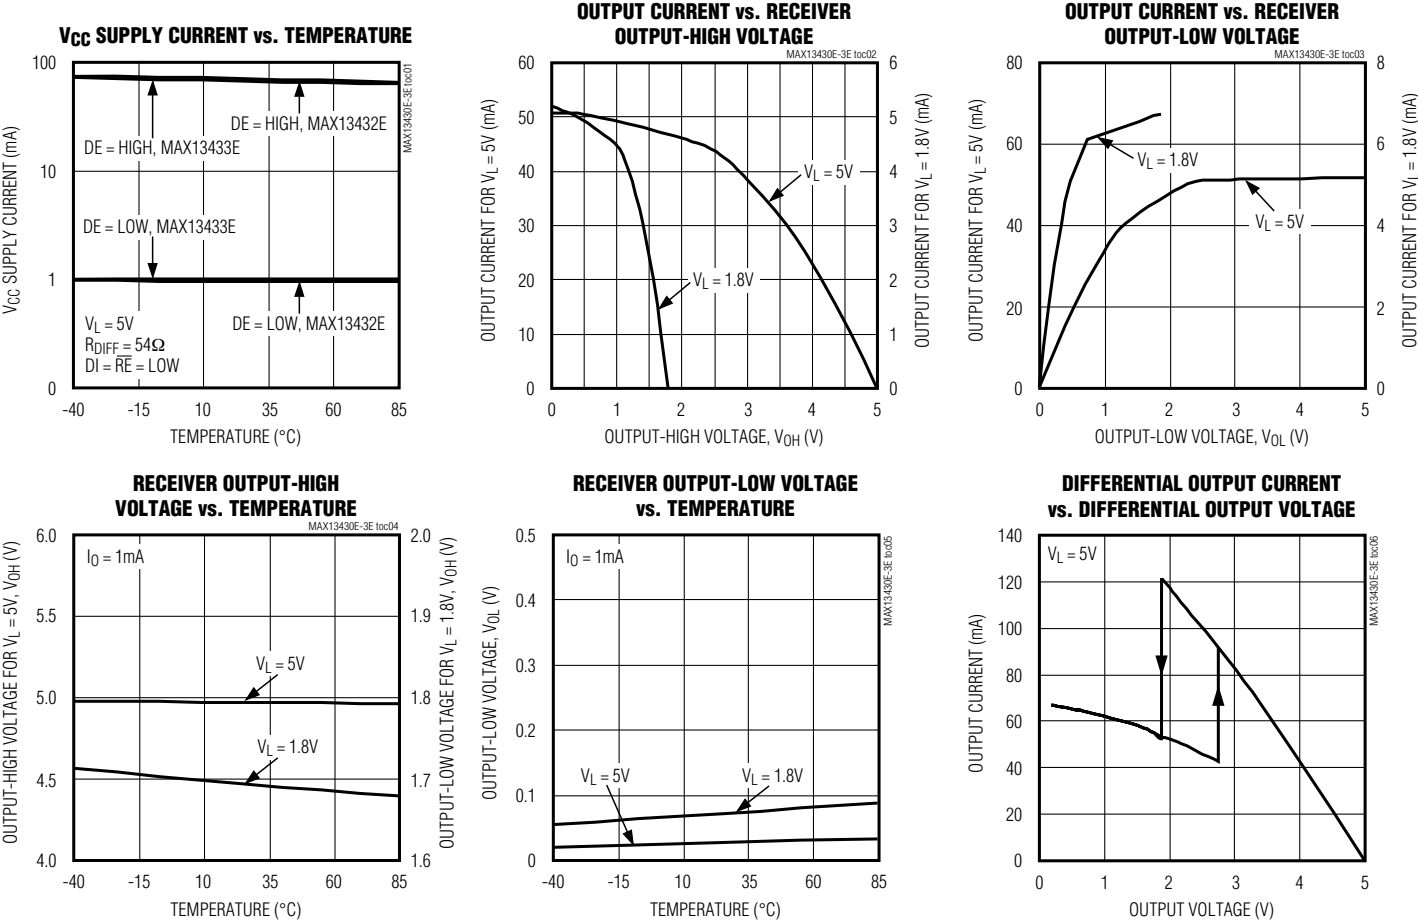 VCC SUPPLY CURRENT vs. TEMPERATURE
MAX13430E-3E toc01
VCC SUPPLY CURRENT (mA)
100
10
1
0
DE = HIGH, MAX13432E
DE = HIGH, MAX13433E
DE = LOW, MAX13433E
DE = LOW, MAX13432E
VL = 5V
RDIFF = 54Ω
DI = R̅E̅ = LOW
-40 -15 10 35 60 85
TEMPERATURE (°C)
OUTPUT CURRENT vs. RECEIVER
OUTPUT-HIGH VOLTAGE
MAX13430E-3E toc02
OUTPUT CURRENT FOR VL = 5V (mA)
60
50
40
30
20
10
0
VL = 5V
VL = 1.8V
6
5
4
3
2
1
0
OUTPUT CURRENT FOR VL = 1.8V (mA)
0 1 2 3 4 5
OUTPUT-HIGH VOLTAGE, VOH (V)
OUTPUT CURRENT vs. RECEIVER
OUTPUT-LOW VOLTAGE
MAX13430E-3E toc03
OUTPUT CURRENT FOR VL = 5V (mA)
80
60
40
20
0
VL = 1.8V
VL = 5V
8
6
4
2
0
OUTPUT CURRENT FOR VL = 1.8V (mA)
0 1 2 3 4 5
OUTPUT-LOW VOLTAGE, VOL (V)
RECEIVER OUTPUT-HIGH
VOLTAGE vs. TEMPERATURE
MAX13430E-3E toc04
OUTPUT-HIGH VOLTAGE FOR VL = 5V, VOH (V)
6.0
5.5
5.0
4.5
4.0
IO = 1mA
VL = 5V
VL = 1.8V
2.0
1.9
1.8
1.7
1.6
OUTPUT-LOW VOLTAGE FOR VL = 1.8V, VOH (V)
-40 -15 10 35 60 85
TEMPERATURE (°C)
RECEIVER OUTPUT-LOW VOLTAGE
vs. TEMPERATURE
MAX13430E-3E toc05
OUTPUT-LOW VOLTAGE, VOL (V)
0.5
0.4
0.3
0.2
0.1
0
IO = 1mA
VL = 5V
VL = 1.8V
-40 -15 10 35 60 85
TEMPERATURE (°C)
DIFFERENTIAL OUTPUT CURRENT
vs. DIFFERENTIAL OUTPUT VOLTAGE
MAX13430E-3E toc06
OUTPUT CURRENT (mA)
140
120
100
80
60
40
20
0
VL = 5V
0 1 2 3 4 5
OUTPUT VOLTAGE (V)